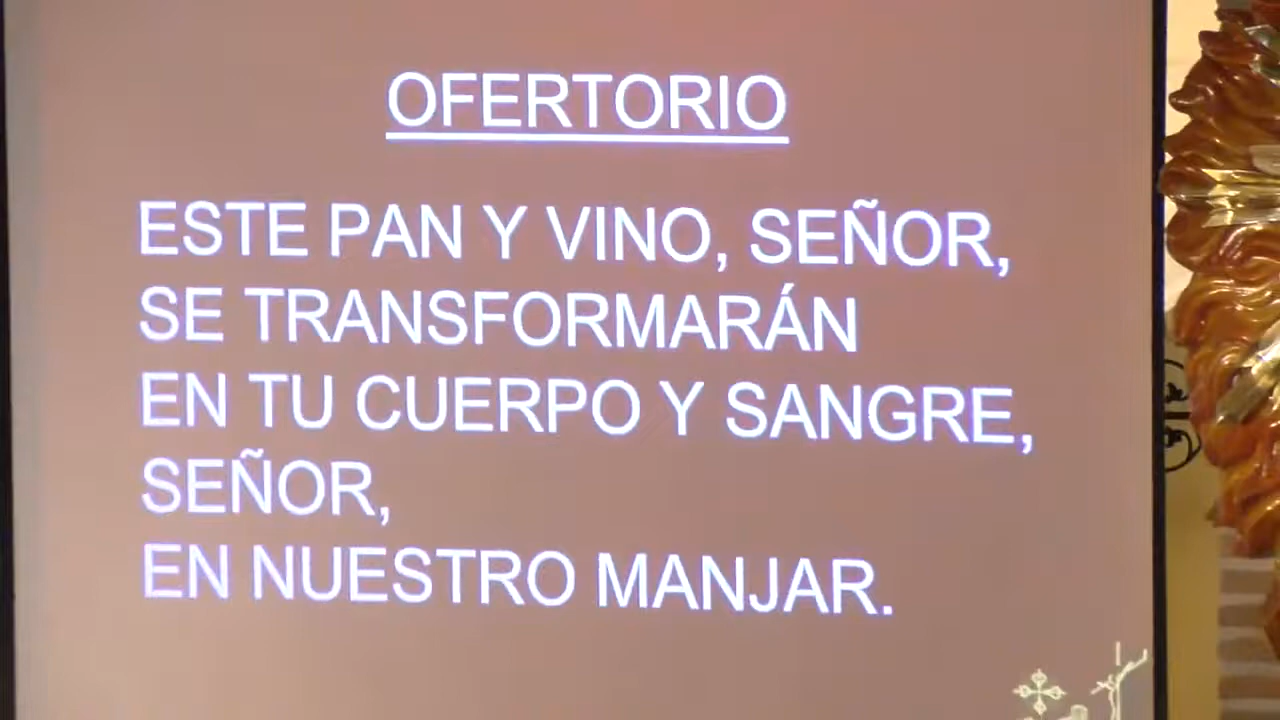 OFERTORIO
ESTE PAN Y VINO, SEÑOR,
SE TRANSFORMARÁN
EN TU CUERPO Y SANGRE,
SEÑOR,
EN NUESTRO MANJAR.